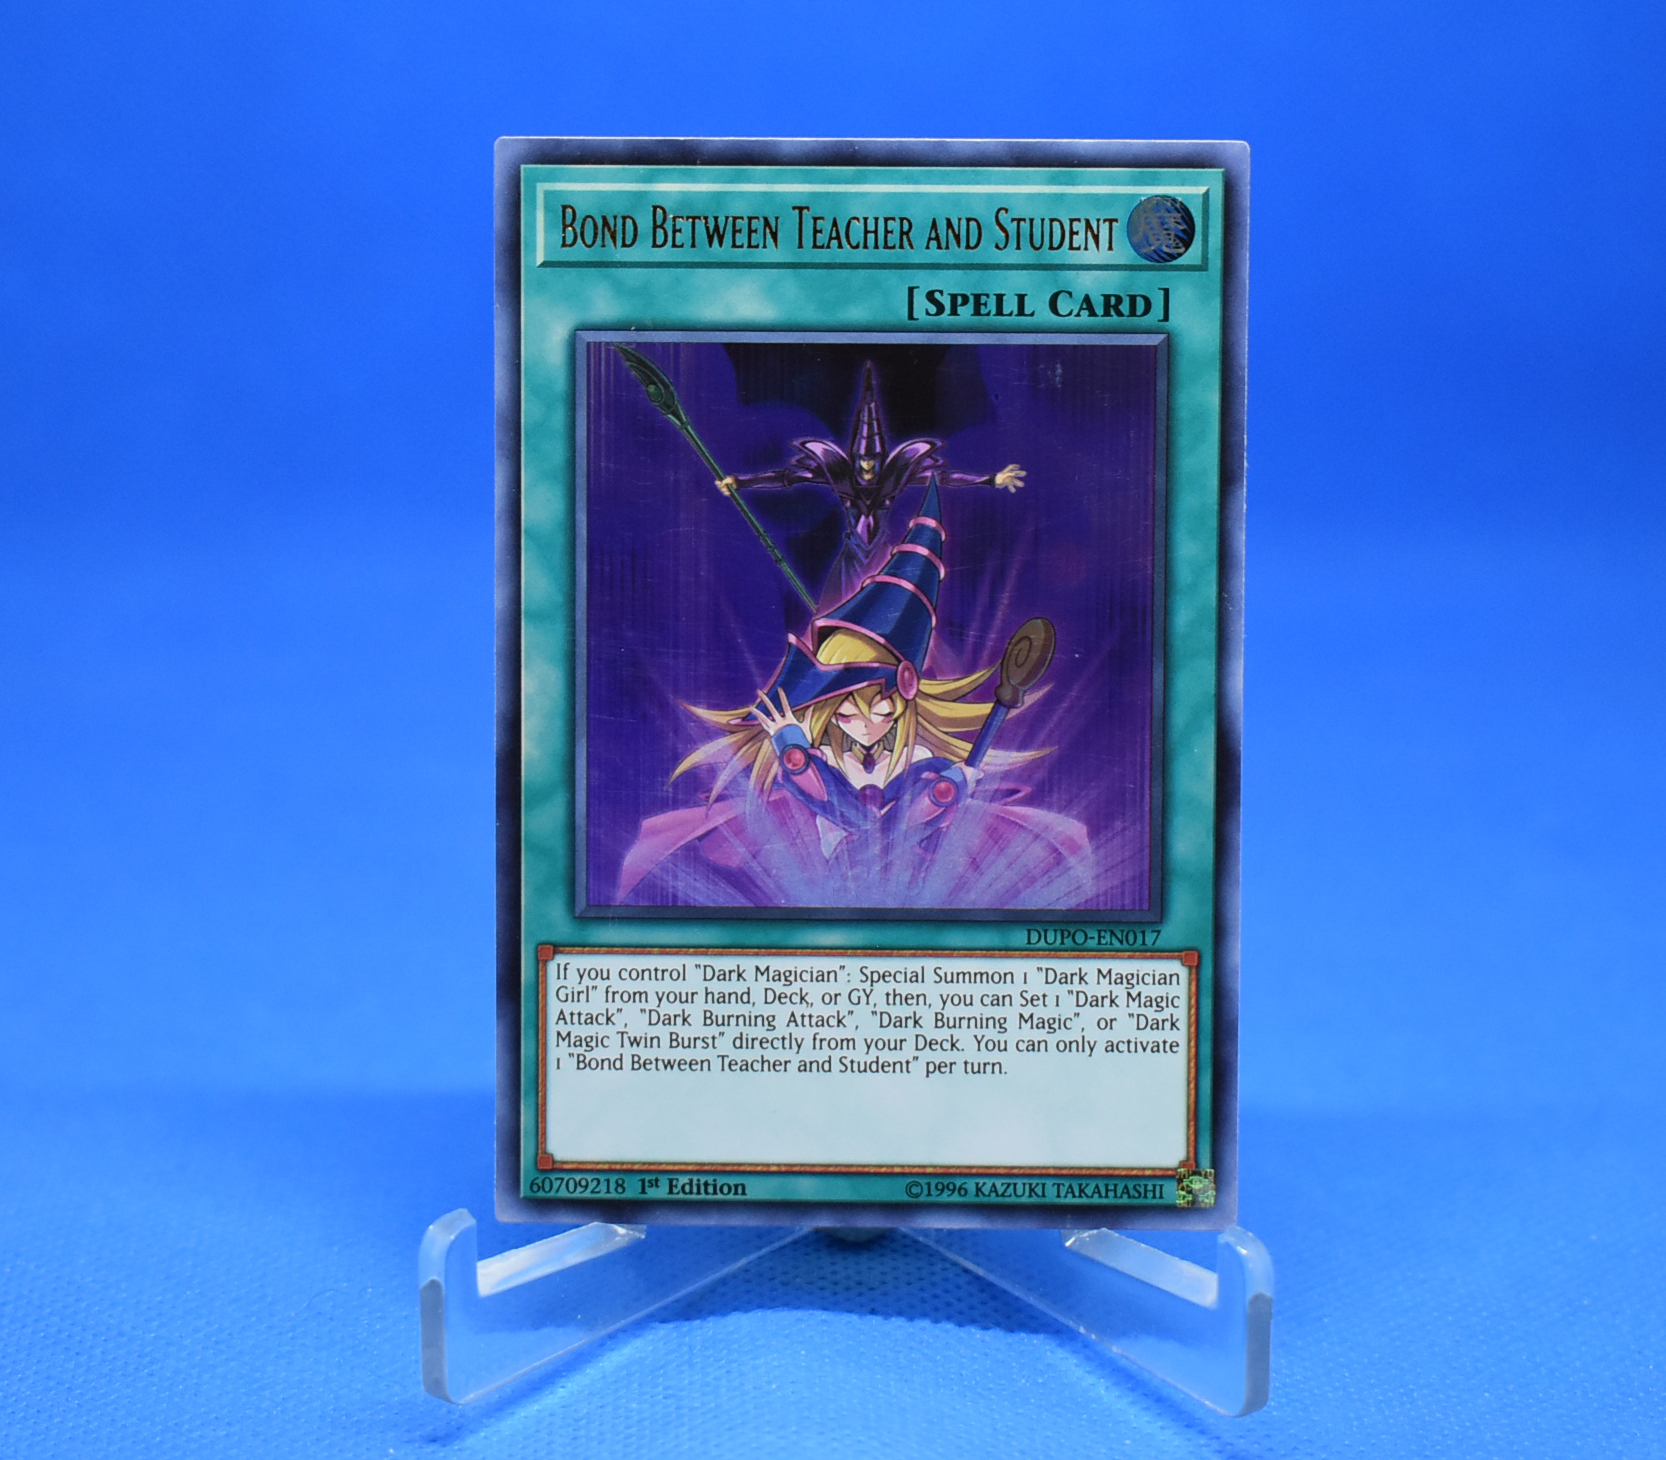 BOND BETWEEN TEACHER AND STUDENT 魔
[SPELL CARD]
DUPO-EN017
If you control "Dark Magician": Special Summon 1 "Dark Magician
Girl" from your hand, Deck, or GY, then, you can Set 1 "Dark Magic
Attack", "Dark Burning Attack", "Dark Burning Magic", or "Dark
Magic Twin Burst" directly from your Deck. You can only activate
1 "Bond Between Teacher and Student" per turn.
60709218 1st Edition ©1996 KAZUKI TAKAHASHI